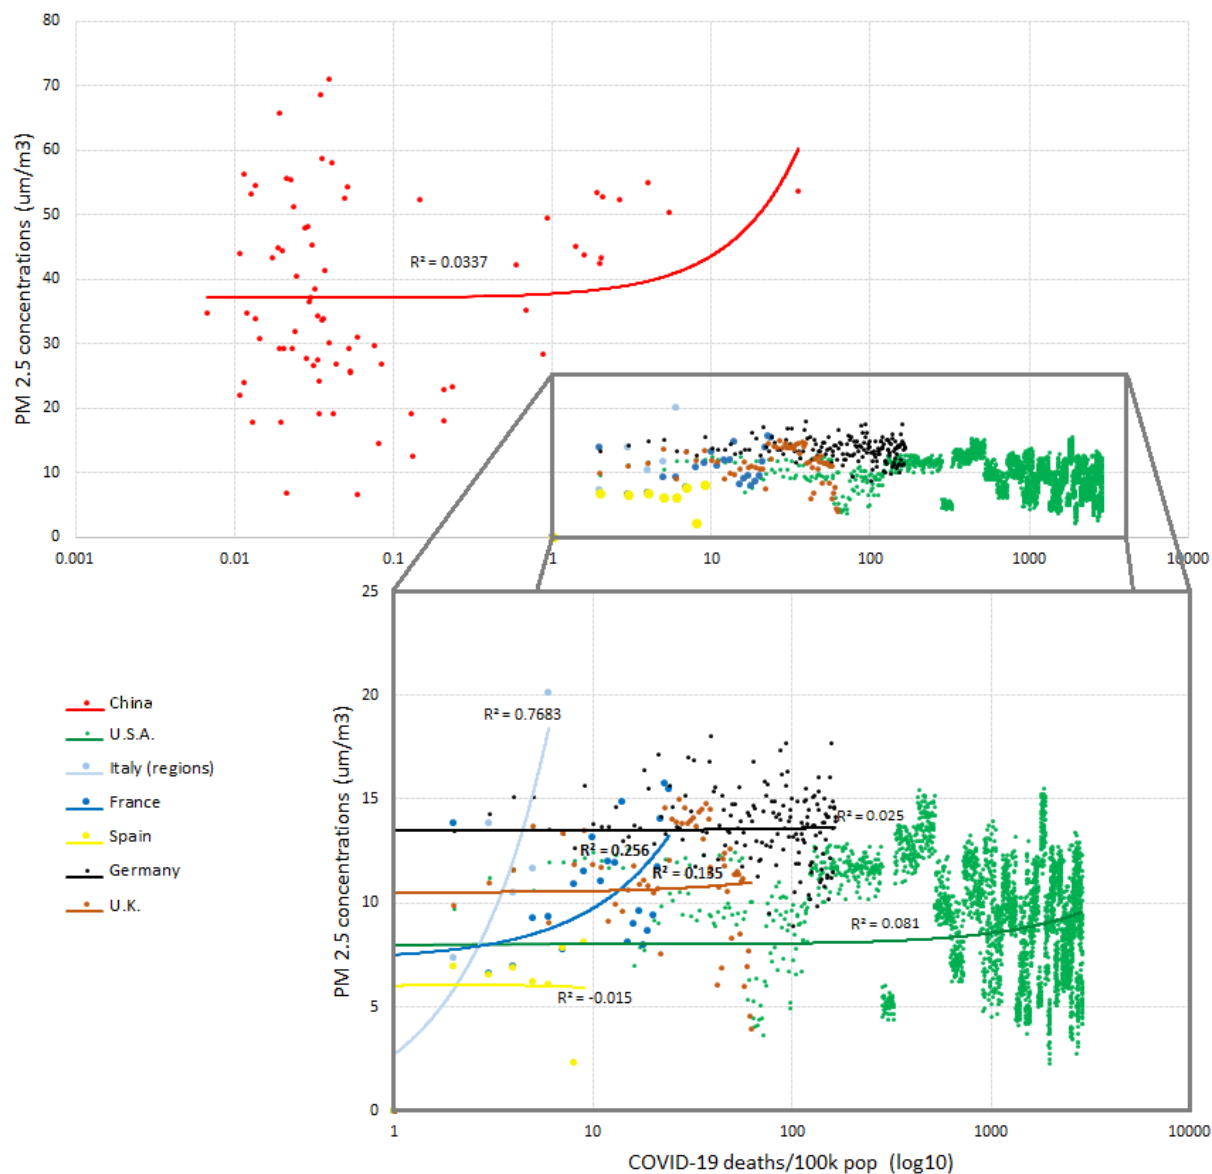 80
70
60
50
40
30
20
10
0
PM 2.5 concentrations (um/m3)
R² = 0.0337
0.001 0.01 0.1 1 10 100 1000 10000
25
20
15
10
5
0
PM 2.5 concentrations (um/m3)
China
U.S.A.
Italy (regions)
France
Spain
Germany
U.K.
R² = 0.7683
R² = 0.025
R² = 0.256
R² = 0.135
R² = 0.081
R² = -0.015
1 10 100 1000 10000
COVID-19 deaths/100k pop (log10)